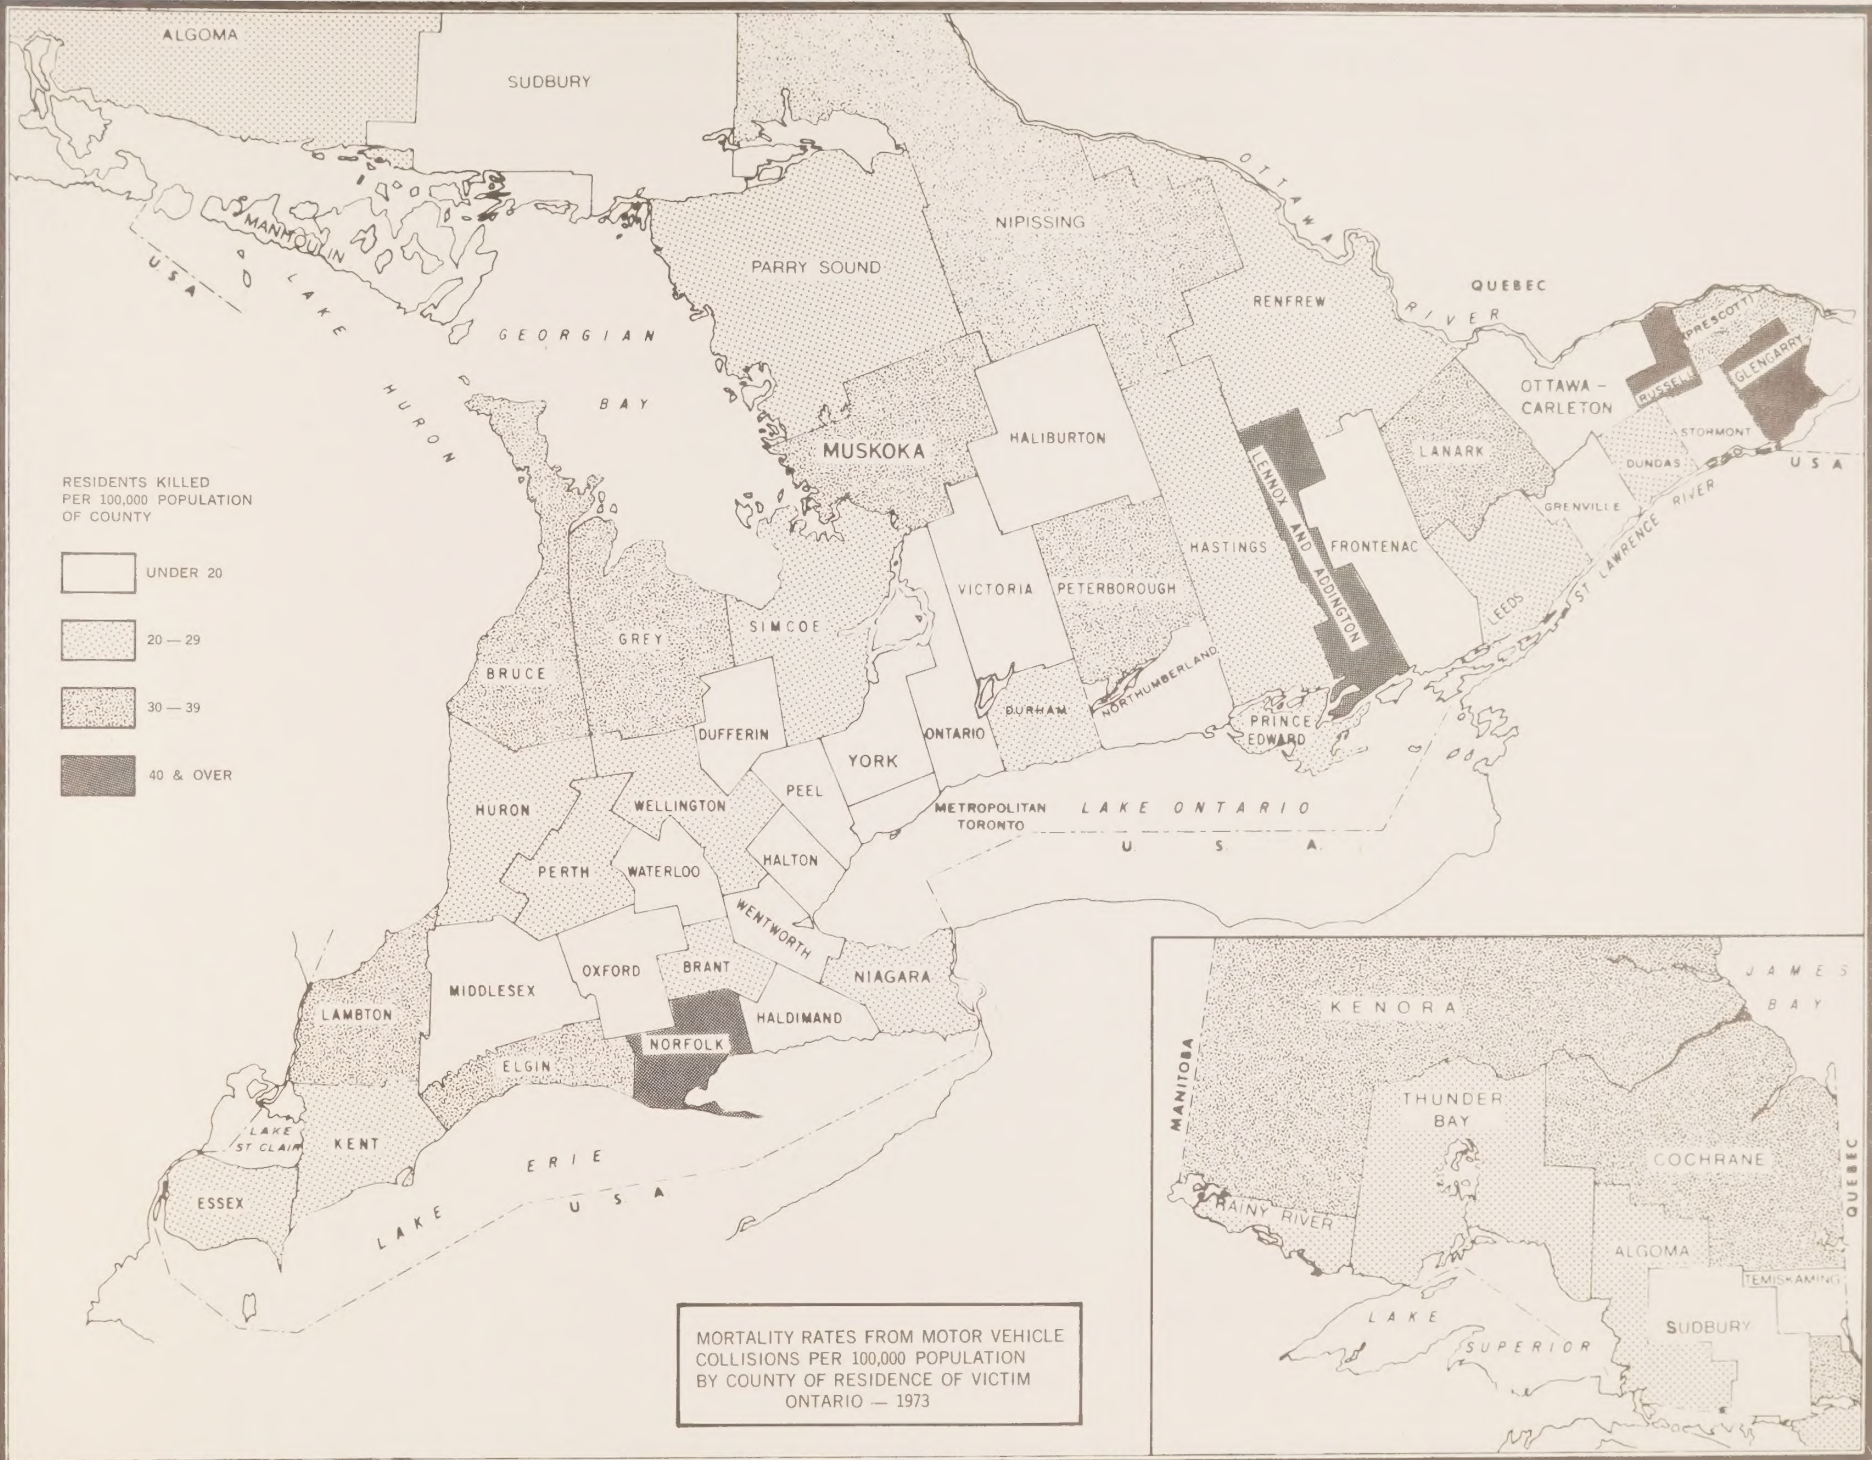 ALGOMA
SUDBURY
OTTAWA
RIVER
NIPISSING
MANITOULIN
USA
PARRY SOUND
QUEBEC
RENFREW
LAKE
HURON
GEORGIAN
BAY
PRESCOTT
GLENGARRY
RUSSELL
OTTAWA –
CARLETON
STORMONT
USA
DUNDAS
MUSKOKA
HALIBURTON
LANARK
GRENVILLE
LENNOX AND ADDINGTON
ST LAWRENCE RIVER
RESIDENTS KILLED
PER 100,000 POPULATION
OF COUNTY
UNDER 20
20 — 29
30 — 39
40 & OVER
HASTINGS
FRONTENAC
VICTORIA
PETERBOROUGH
LEEDS
SIMCOE
GREY
BRUCE
NORTHUMBERLAND
DURHAM
PRINCE
EDWARD
DUFFERIN
ONTARIO
YORK
PEEL
HURON
WELLINGTON
METROPOLITAN
TORONTO
LAKE ONTARIO
U. S. A.
HALTON
PERTH
WATERLOO
WENTWORTH
BRANT
OXFORD
NIAGARA
MIDDLESEX
LAMBTON
HALDIMAND
NORFOLK
ELGIN
LAKE
ST CLAIR
KENT
ESSEX
LAKE ERIE
U S A
MORTALITY RATES FROM MOTOR VEHICLE
COLLISIONS PER 100,000 POPULATION
BY COUNTY OF RESIDENCE OF VICTIM
ONTARIO — 1973
JAMES
BAY
KENORA
MANITOBA
THUNDER
BAY
COCHRANE
QUEBEC
RAINY RIVER
ALGOMA
TEMISKAMING
SUDBURY
LAKE
SUPERIOR